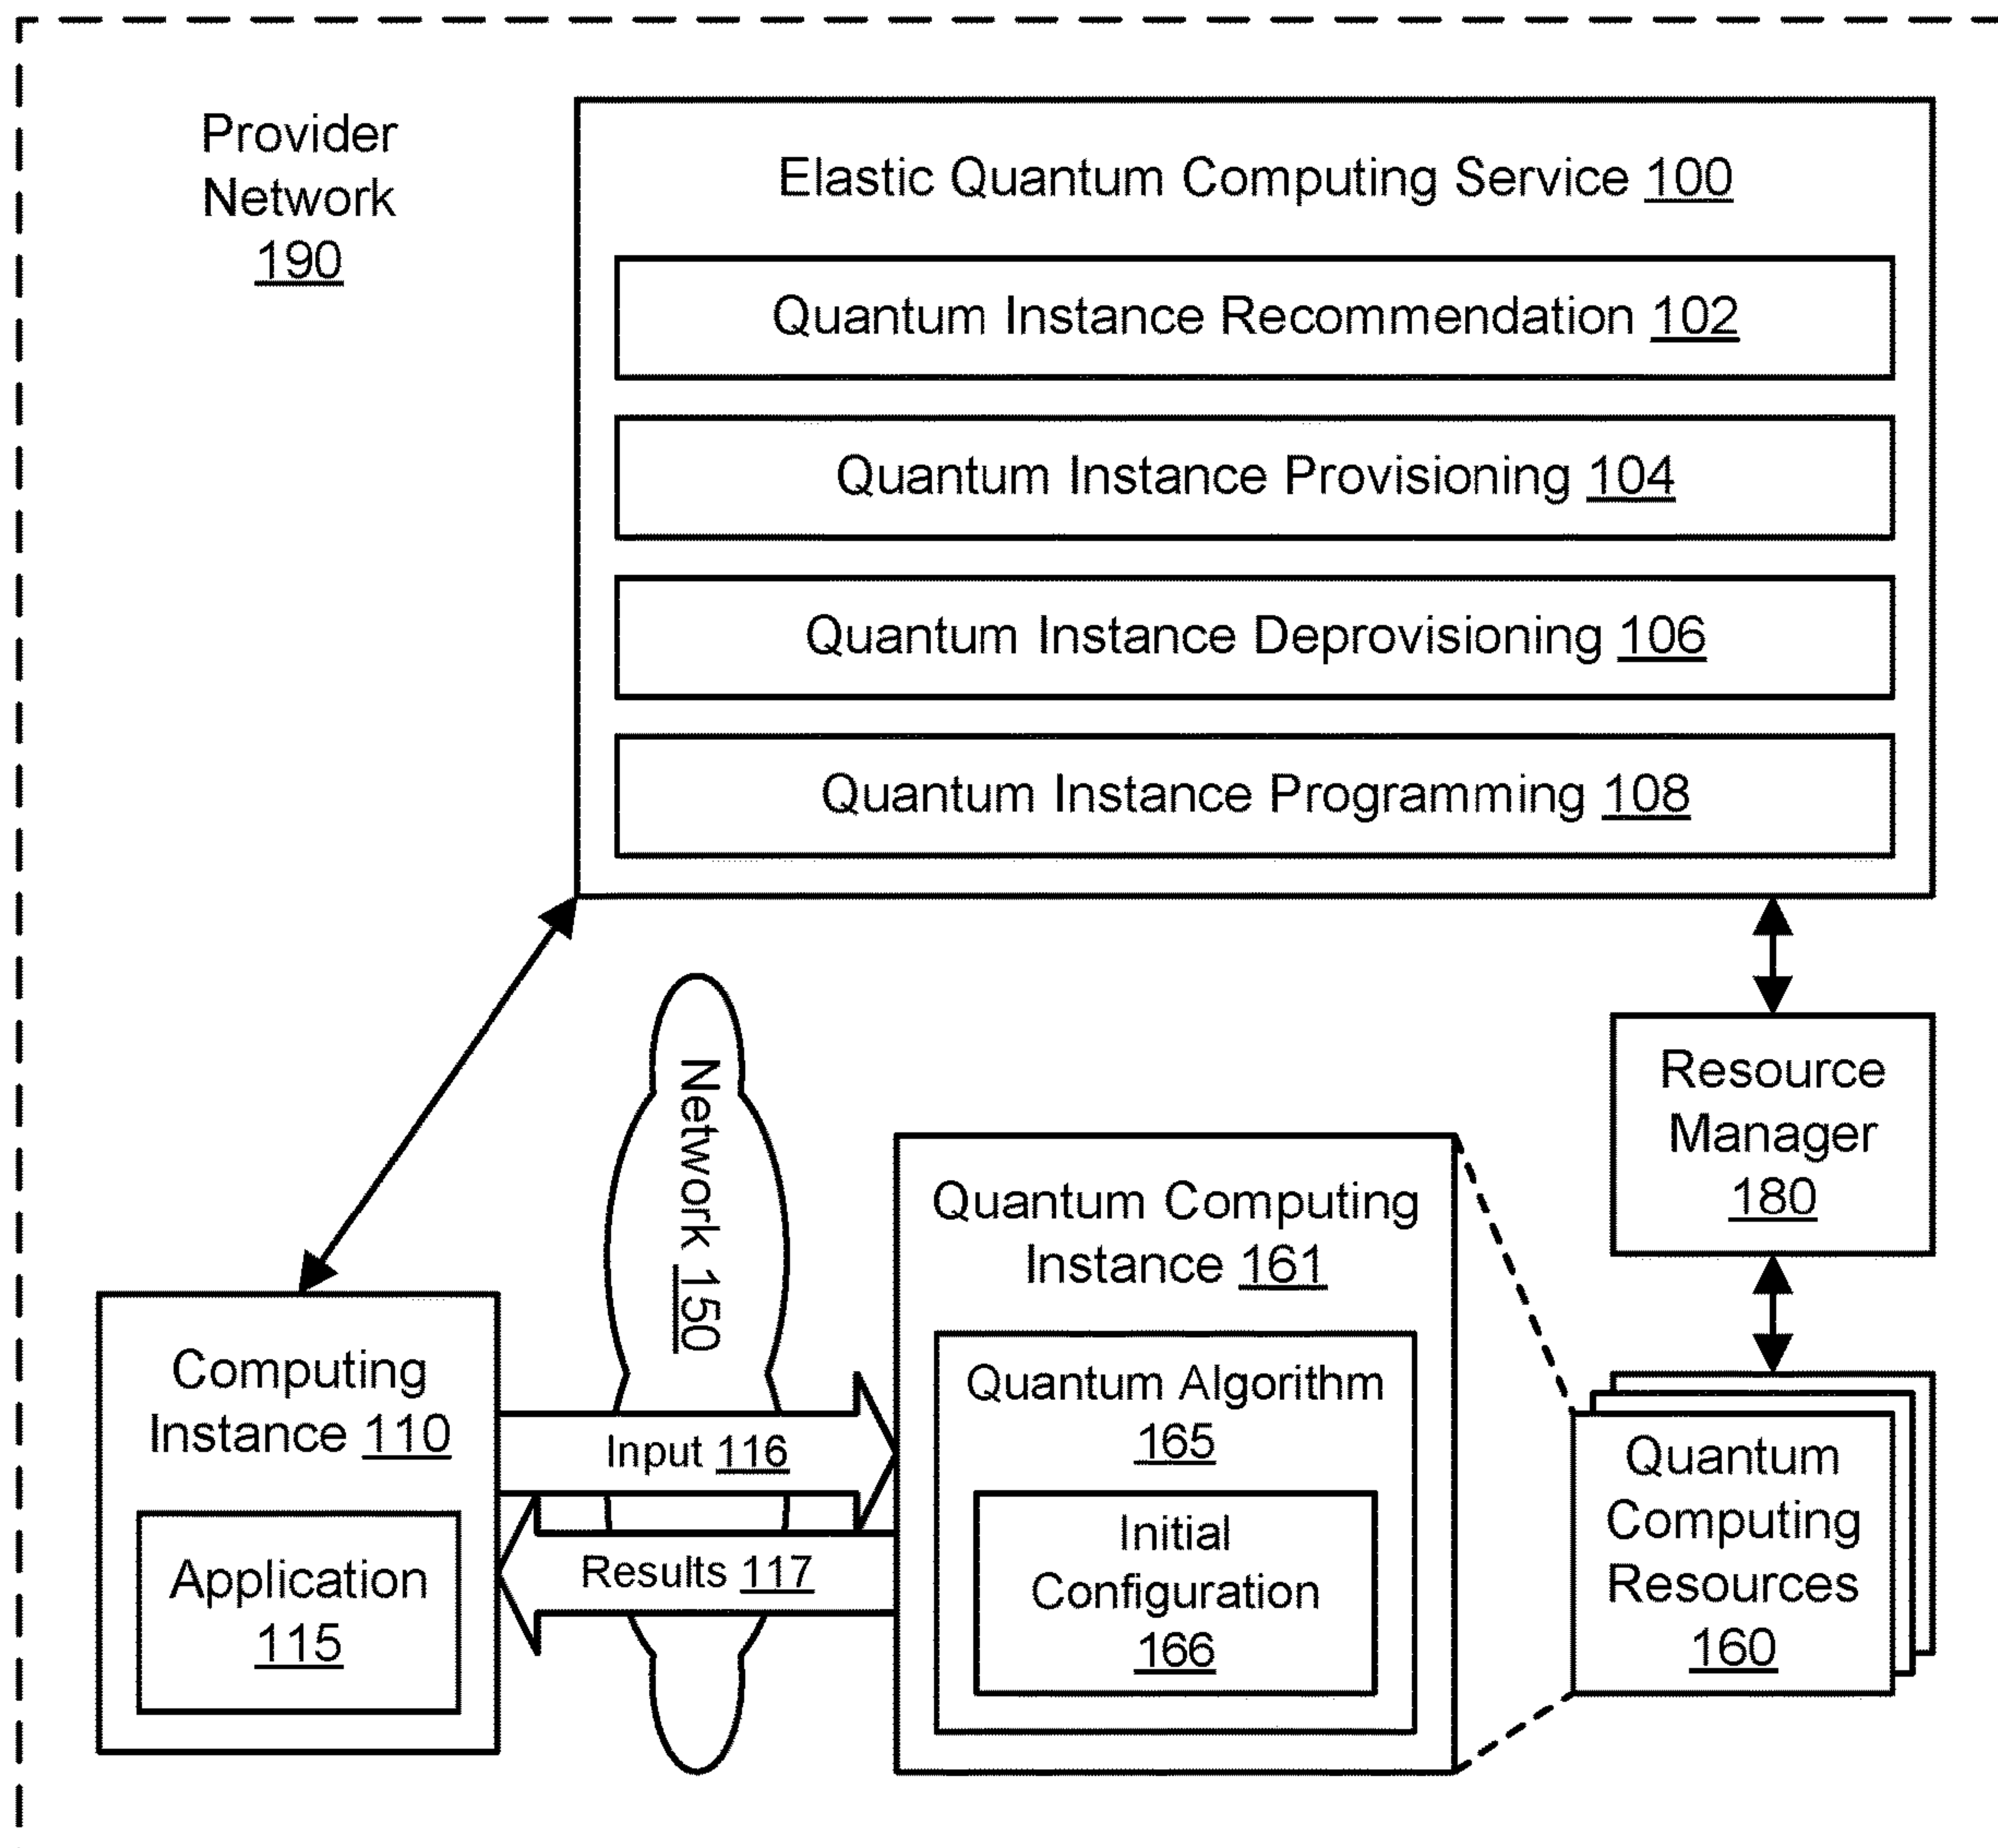 Provider
Network
190
Elastic Quantum Computing Service 100
Quantum Instance Recommendation 102
Quantum Instance Provisioning 104
Quantum Instance Deprovisioning 106
Quantum Instance Programming 108
Network 150
Resource
Manager
180
Quantum Computing
Instance 161
Computing
Instance 110
Quantum Algorithm
165
Input 116
Quantum
Computing
Resources
160
Initial
Configuration
166
Results 117
Application
115